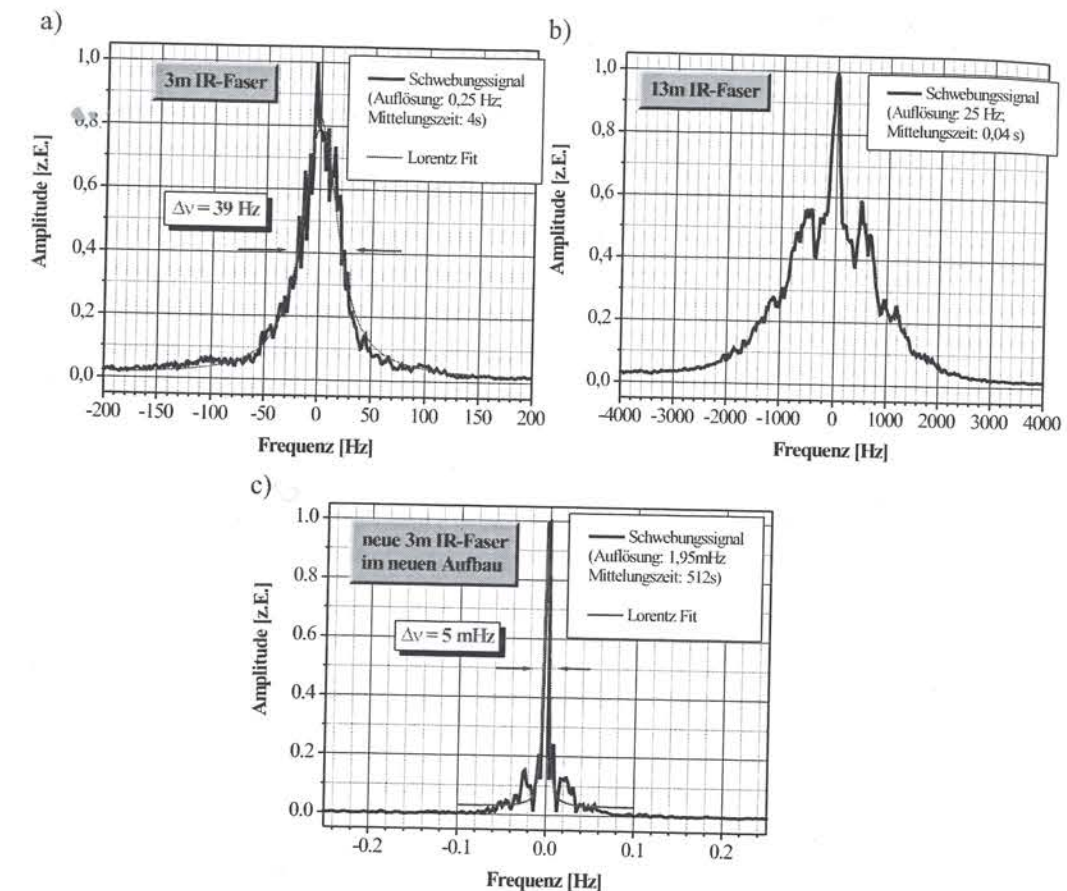 a)
3m IR-Faser
Schwebungssignal
(Auflösung: 0,25 Hz;
Mittelungszeit: 4s)
Lorentz Fit
Δν = 39 Hz
Amplitude [z.E.]
1,0
0,8
0,6
0,4
0,2
0,0
-200 -150 -100 -50 0 50 100 150 200
Frequenz [Hz]
b)
13m IR-Faser
Schwebungssignal
(Auflösung: 25 Hz;
Mittelungszeit: 0,04 s)
Amplitude [z.E.]
1,0
0,8
0,6
0,4
0,2
0,0
-4000 -3000 -2000 -1000 0 1000 2000 3000 4000
Frequenz [Hz]
c)
neue 3m IR-Faser
im neuen Aufbau
Schwebungssignal
(Auflösung: 1,95mHz
Mittelungszeit: 512s)
Lorentz Fit
Δν = 5 mHz
Amplitude [z.E.]
1.0
0.8
0.6
0.4
0.2
0.0
-0.2 -0.1 0.0 0.1 0.2
Frequenz [Hz]